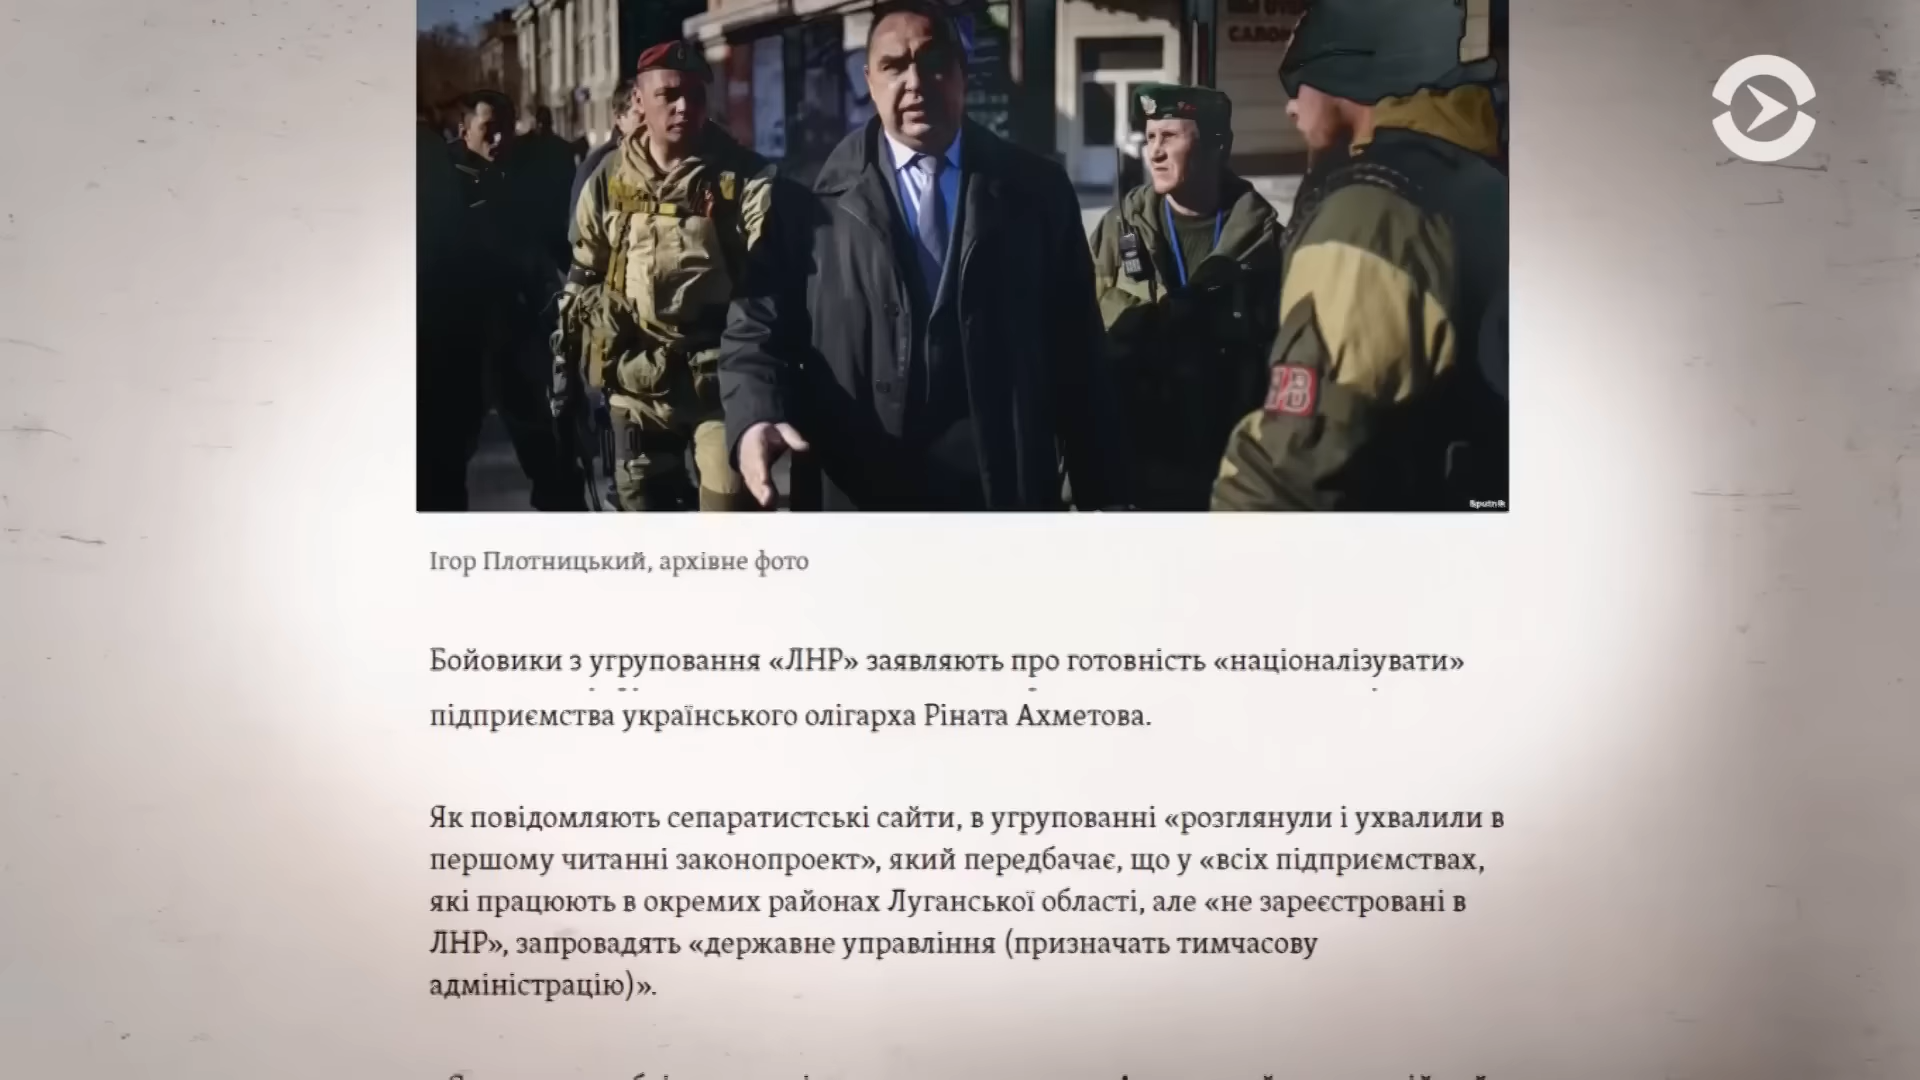 САЛОН
Sputnik
Ігор Плотницький, архівне фото
Бойовики з угруповання «ЛНР» заявляють про готовність «націоналізувати»
підприємства українського олігарха Ріната Ахметова.
Як повідомляють сепаратистські сайти, в угрупованні «розглянули і ухвалили в
першому читанні законопроект», який передбачає, що у «всіх підприємствах,
які працюють в окремих районах Луганської області, але «не зареєстровані в
ЛНР», запровадять «державне управління (призначать тимчасову
адміністрацію)».